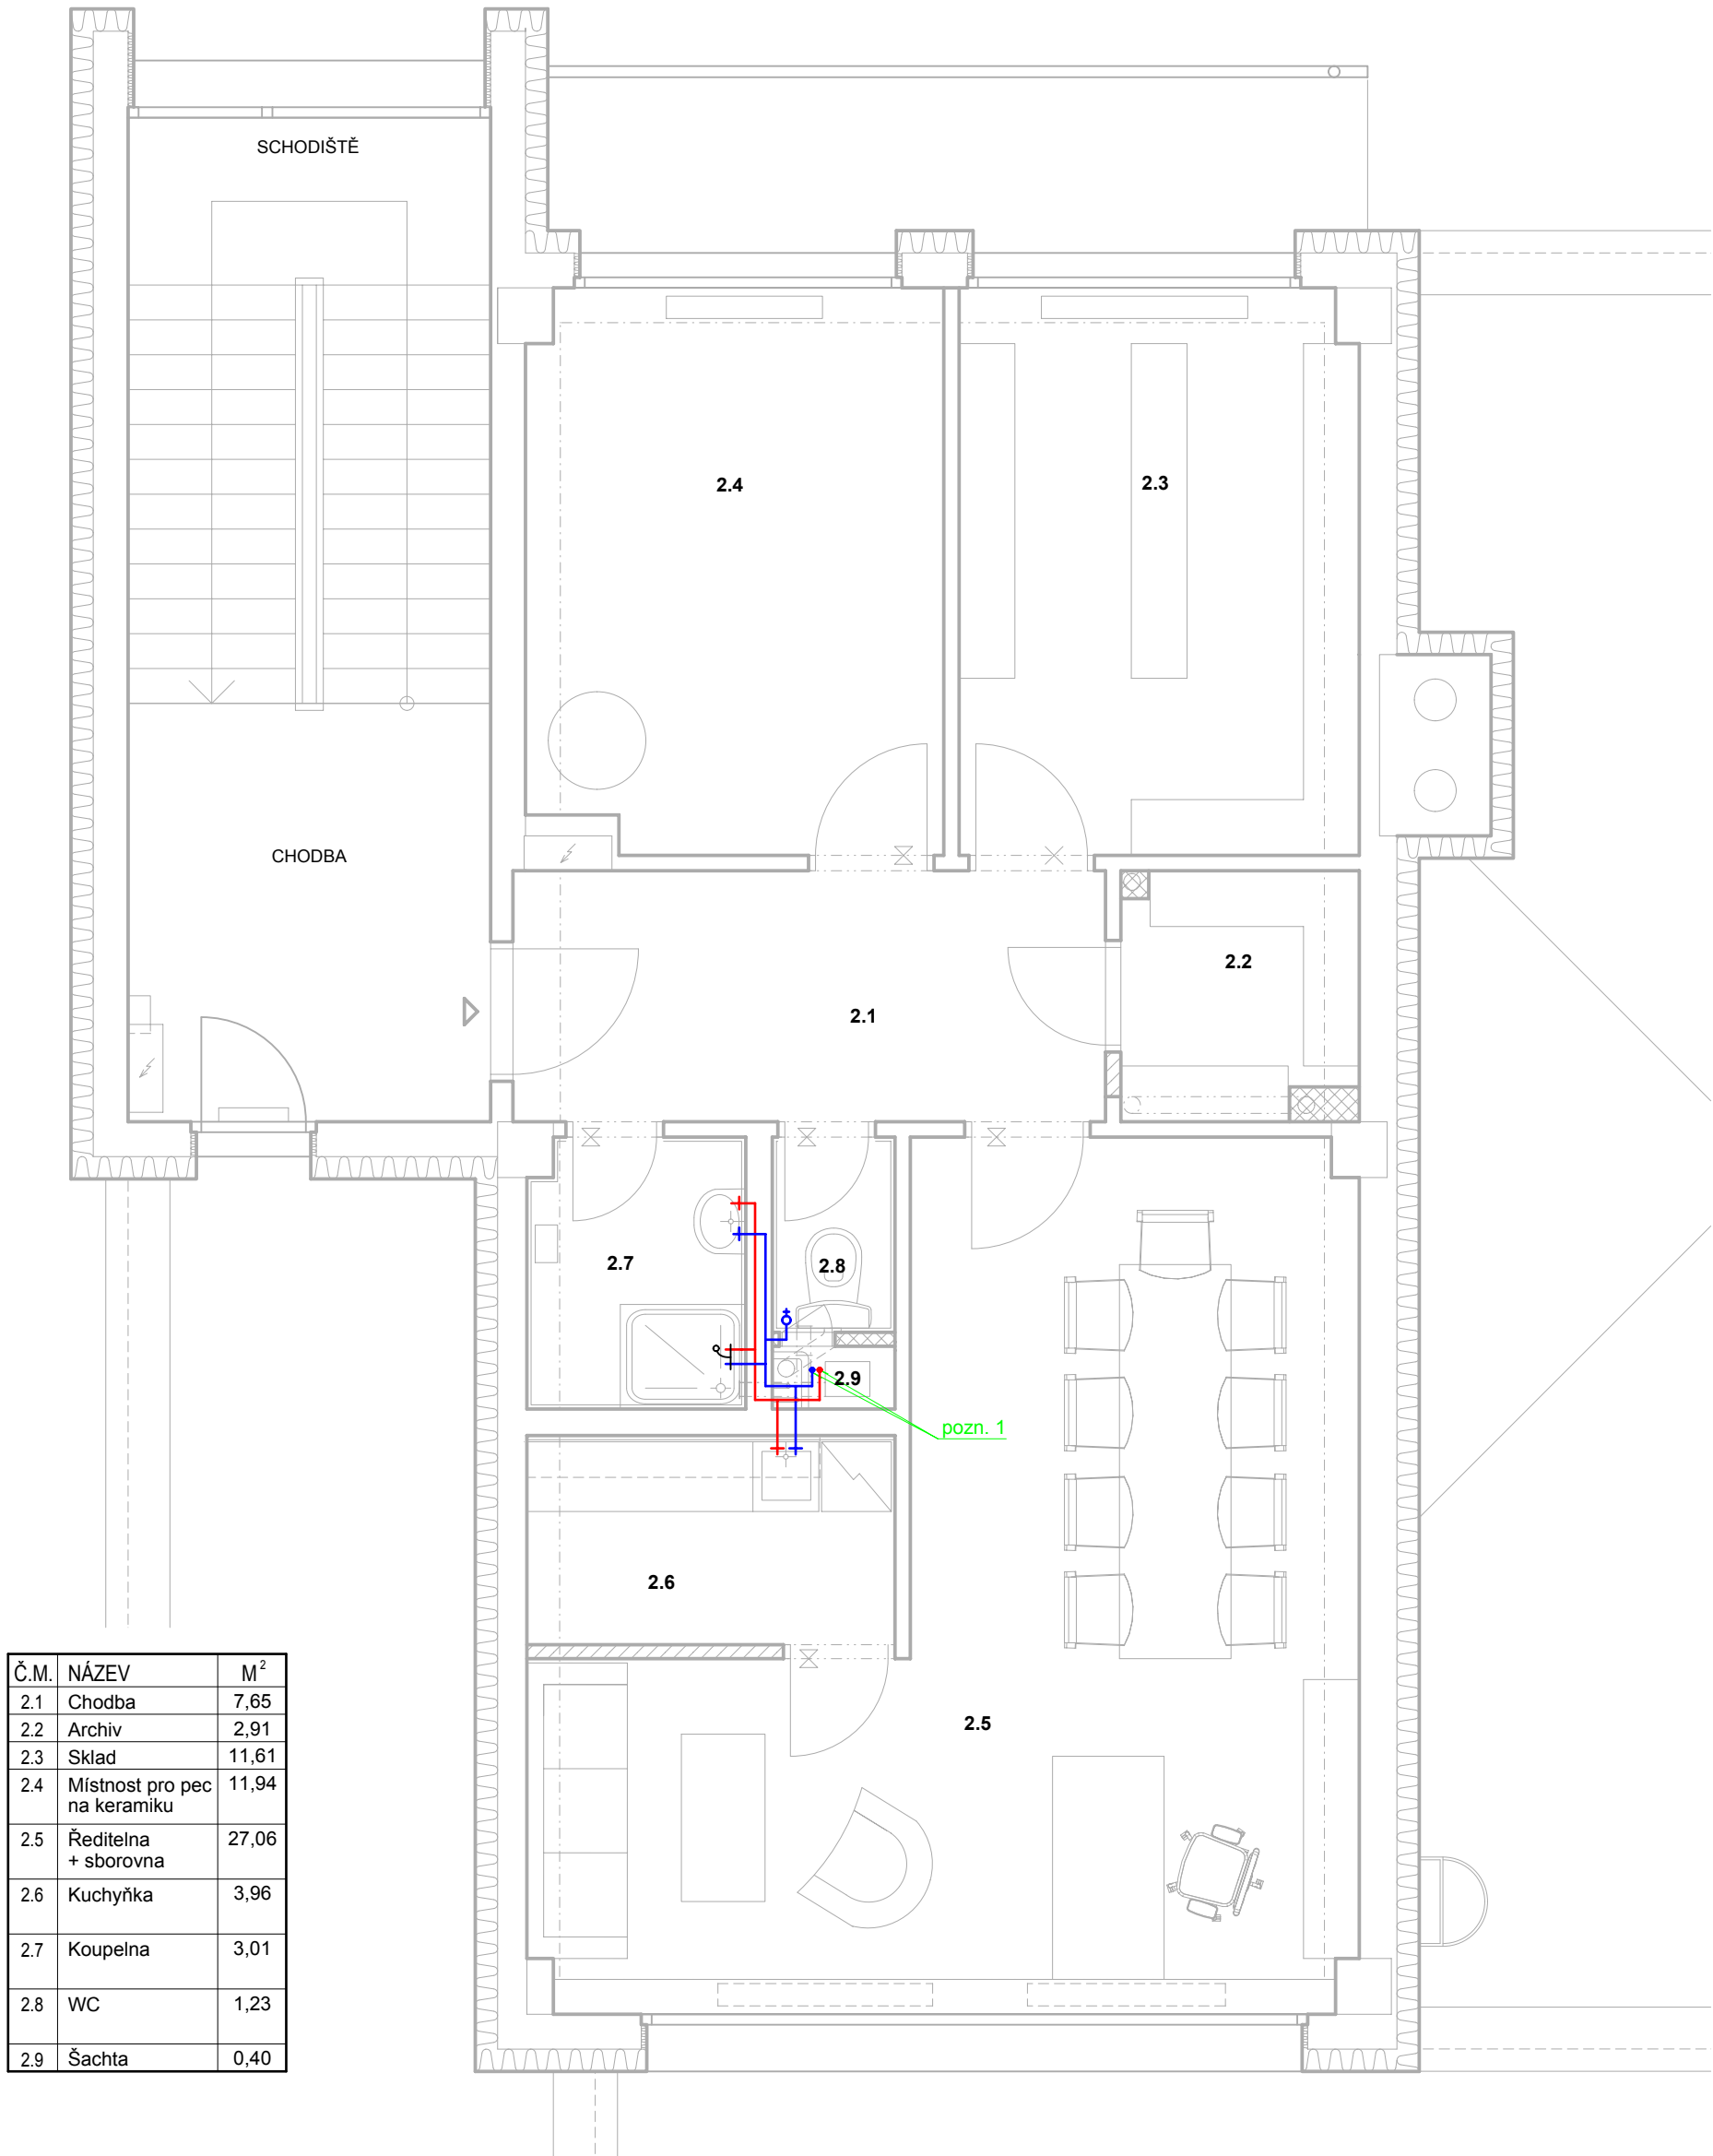 SCHODIŠTĚ
2.4
2.3
CHODBA
2.2
2.1
2.7
2.8
2.9
pozn. 1
2.6
2.5
Č.M. NÁZEV M²
2.1 Chodba 7,65
2.2 Archiv 2,91
2.3 Sklad 11,61
2.4 Místnost pro pec 11,94
na keramiku
2.5 Ředitelna 27,06
+ sborovna
2.6 Kuchyňka 3,96
2.7 Koupelna 3,01
2.8 WC 1,23
2.9 Šachta 0,40